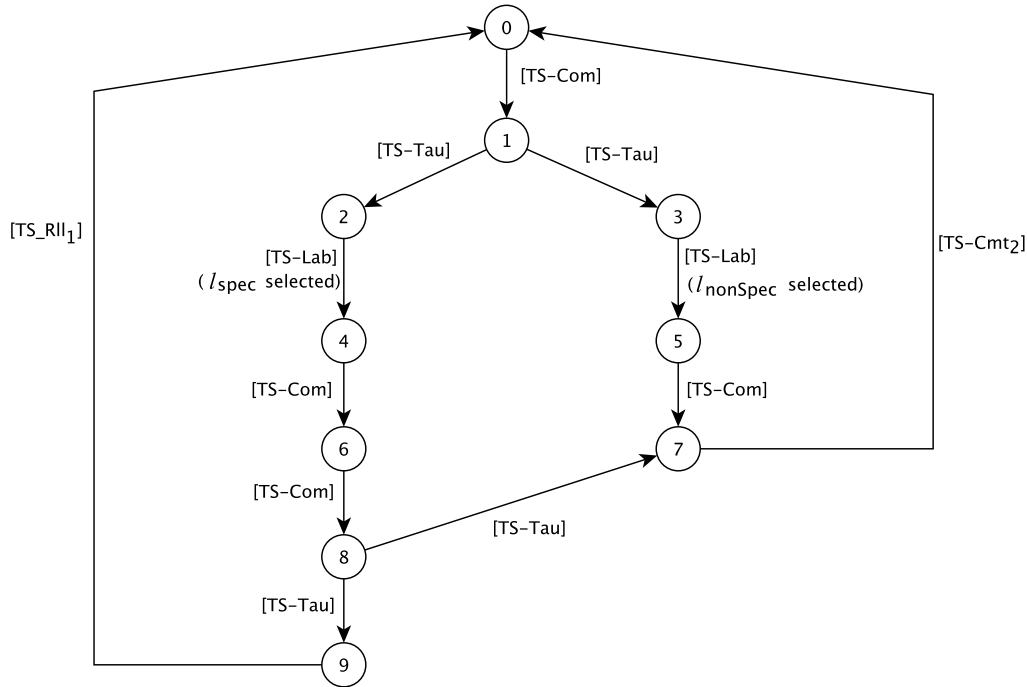 0
[TS-Com]
1
[TS-Tau]
[TS-Tau]
2
3
[TS_Rll1]
[TS-Cmt2]
[TS-Lab]
(lspec selected)
[TS-Lab]
(lnonSpec selected)
4
5
[TS-Com]
[TS-Com]
6
7
[TS-Com]
[TS-Tau]
8
[TS-Tau]
9